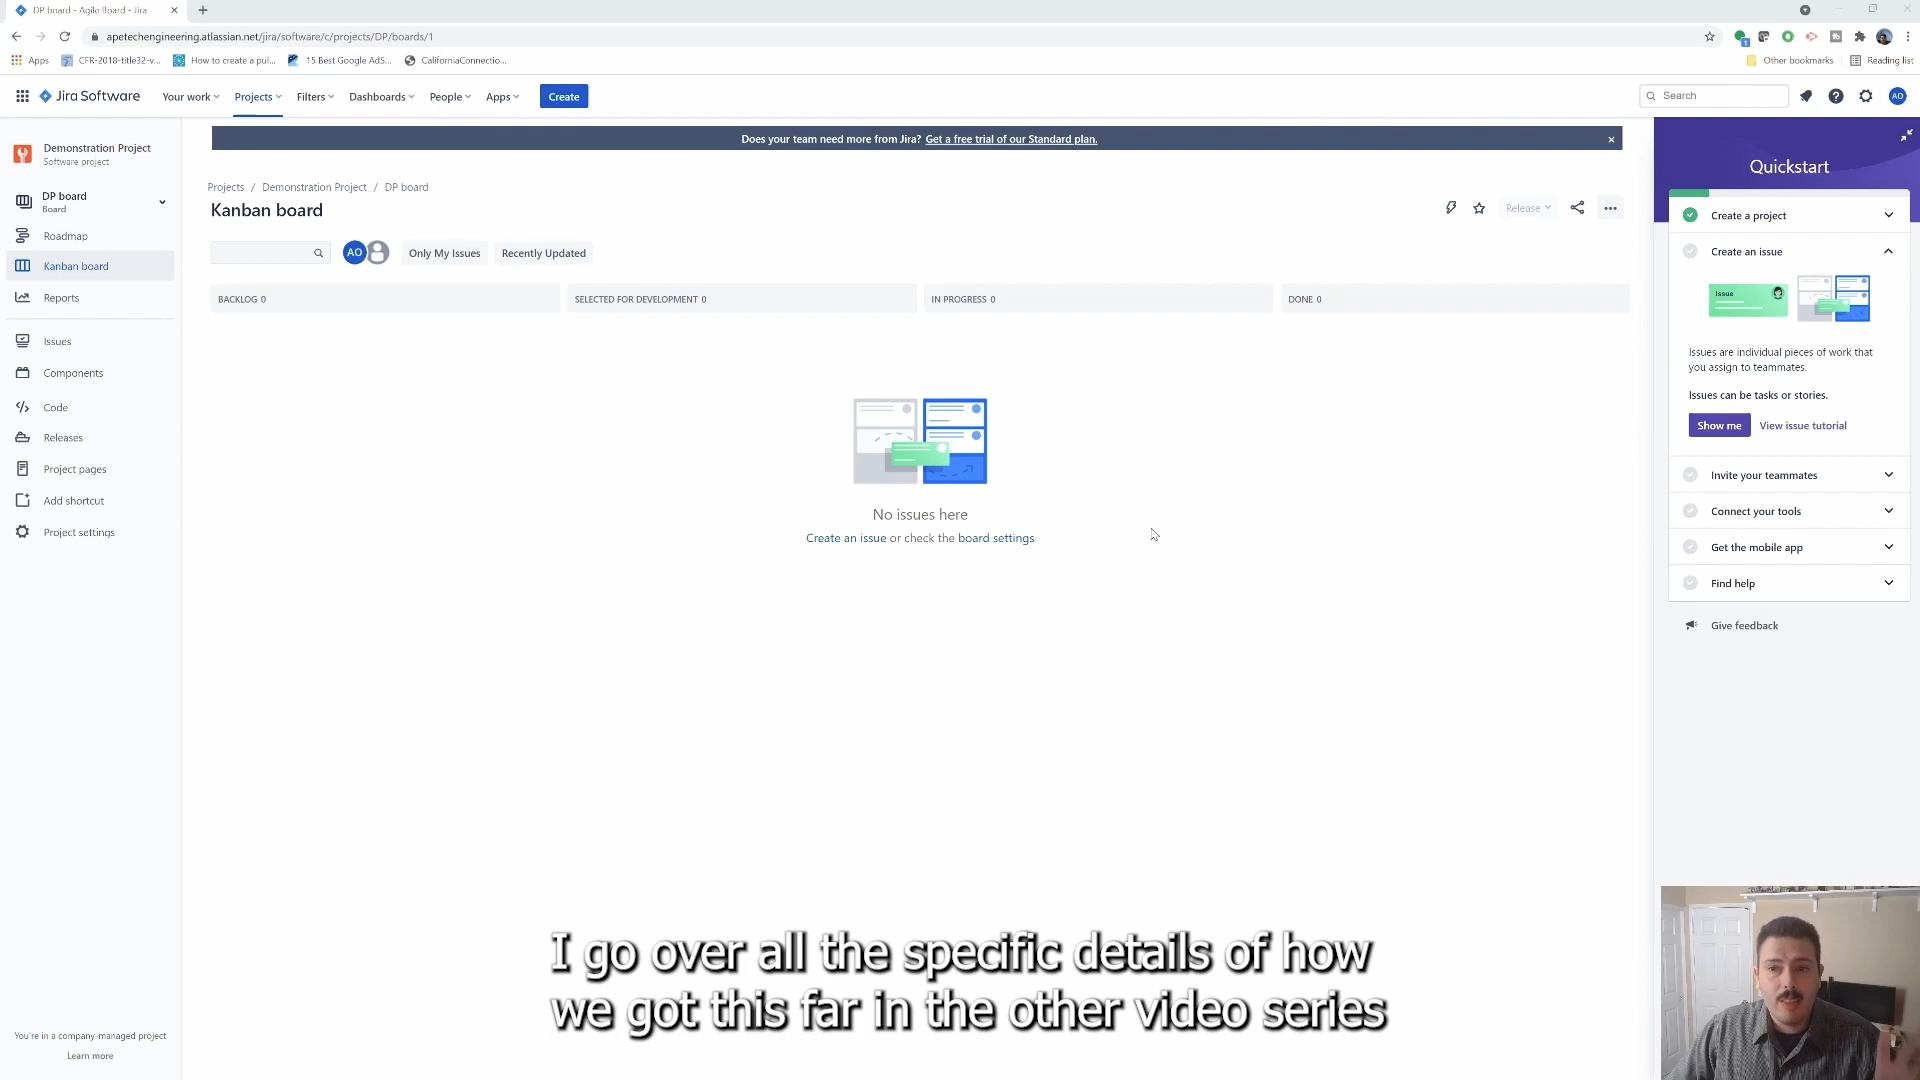 DP board - Agile Board - Jira
apetechengineering.atlassian.net/jira/software/c/projects/DP/boards/1
Apps
CFR-2018-title32-v...
How to create a pul...
15 Best Google AdS...
CaliforniaConnectio...
Other bookmarks
Reading list
Jira Software
Your work
Projects
Filters
Dashboards
People
Apps
Create
Search
AO
Demonstration Project
Software project
DP board
Board
Roadmap
Kanban board
Reports
Issues
Components
Code
Releases
Project pages
Add shortcut
Project settings
You're in a company-managed project
Learn more
Does your team need more from Jira? Get a free trial of our Standard plan.
Projects / Demonstration Project / DP board
Kanban board
Release
AO
Only My Issues
Recently Updated
BACKLOG 0
SELECTED FOR DEVELOPMENT 0
IN PROGRESS 0
DONE 0
No issues here
Create an issue or check the board settings
Quickstart
Create a project
Create an issue
Issue
Issues are individual pieces of work that
you assign to teammates.
Issues can be tasks or stories.
Show me
View issue tutorial
Invite your teammates
Connect your tools
Get the mobile app
Find help
Give feedback
I go over all the specific details of how
we got this far in the other video series